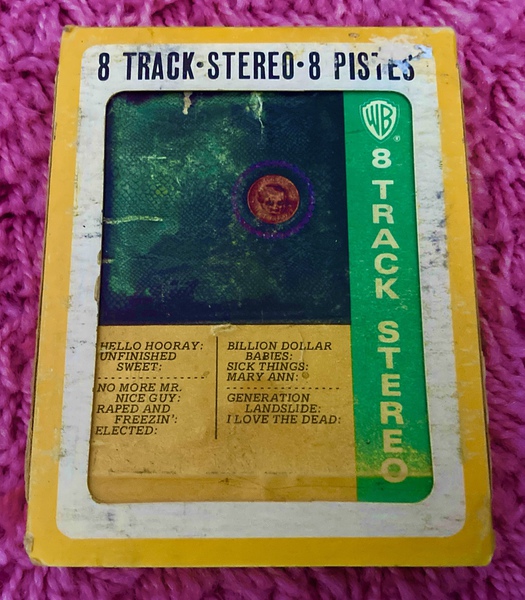 8 TRACK·STEREO·8 PISTES
WB
®
8 TRACK STEREO
HELLO HOORAY:
UNFINISHED
SWEET:
NO MORE MR.
NICE GUY:
RAPED AND
FREEZIN':
ELECTED:
BILLION DOLLAR
BABIES:
SICK THINGS:
MARY ANN:
GENERATION
LANDSLIDE:
I LOVE THE DEAD: